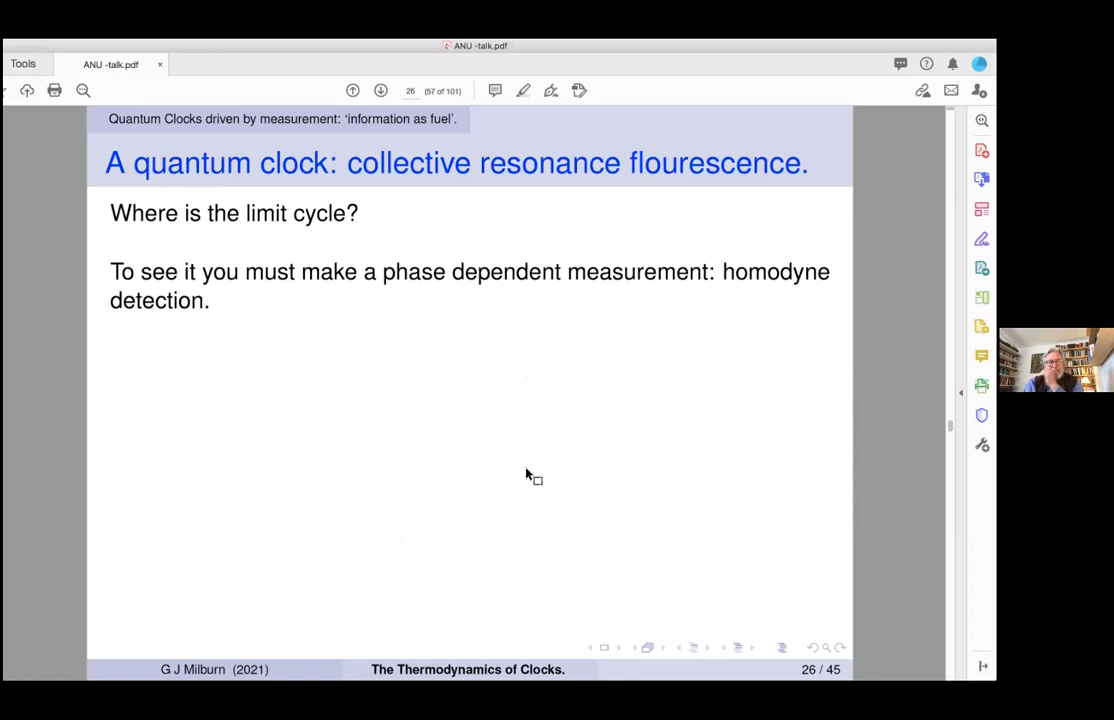 ANU -talk.pdf
Tools
ANU -talk.pdf ×
26 (57 of 101)
Quantum Clocks driven by measurement: ‘information as fuel’.
A quantum clock: collective resonance flourescence.
Where is the limit cycle?
To see it you must make a phase dependent measurement: homodyne
detection.
G J Milburn (2021) The Thermodynamics of Clocks. 26 / 45